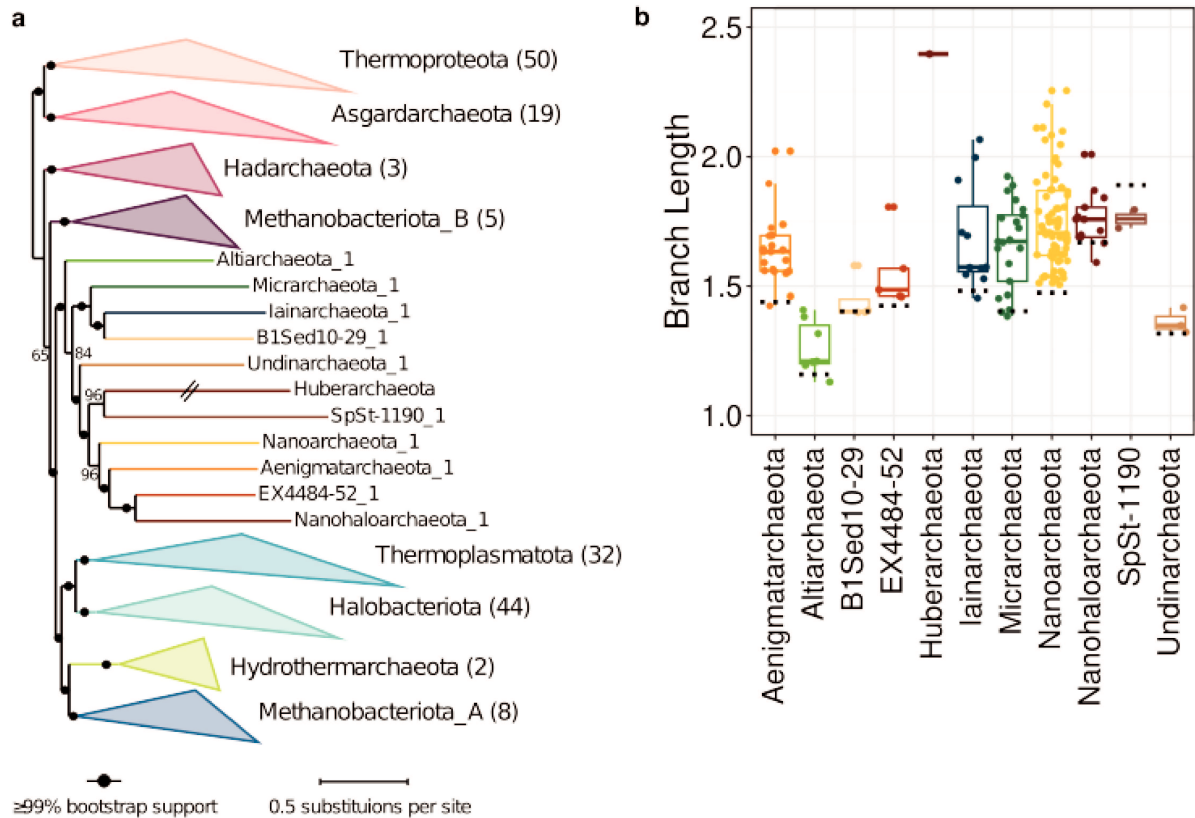 a
Thermoproteota (50)
Asgardarchaeota (19)
Hadarchaeota (3)
Methanobacteriota_B (5)
Altiarchaeota_1
Micrarchaeota_1
Iainarchaeota_1
B1Sed10-29_1
65
84
Undinarchaeota_1
96
Huberarchaeota
SpSt-1190_1
Nanoarchaeota_1
96
Aenigmatarchaeota_1
EX4484-52_1
Nanohaloarchaeota_1
Thermoplasmatota (32)
Halobacteriota (44)
Hydrothermarchaeota (2)
Methanobacteriota_A (8)
≥99% bootstrap support
0.5 substituions per site
b
Branch Length
2.5
2.0
1.5
1.0
Aenigmatarchaeota
Altiarchaeota
B1Sed10-29
EX4484-52
Huberarchaeota
Iainarchaeota
Micrarchaeota
Nanoarchaeota
Nanohaloarchaeota
SpSt-1190
Undinarchaeota